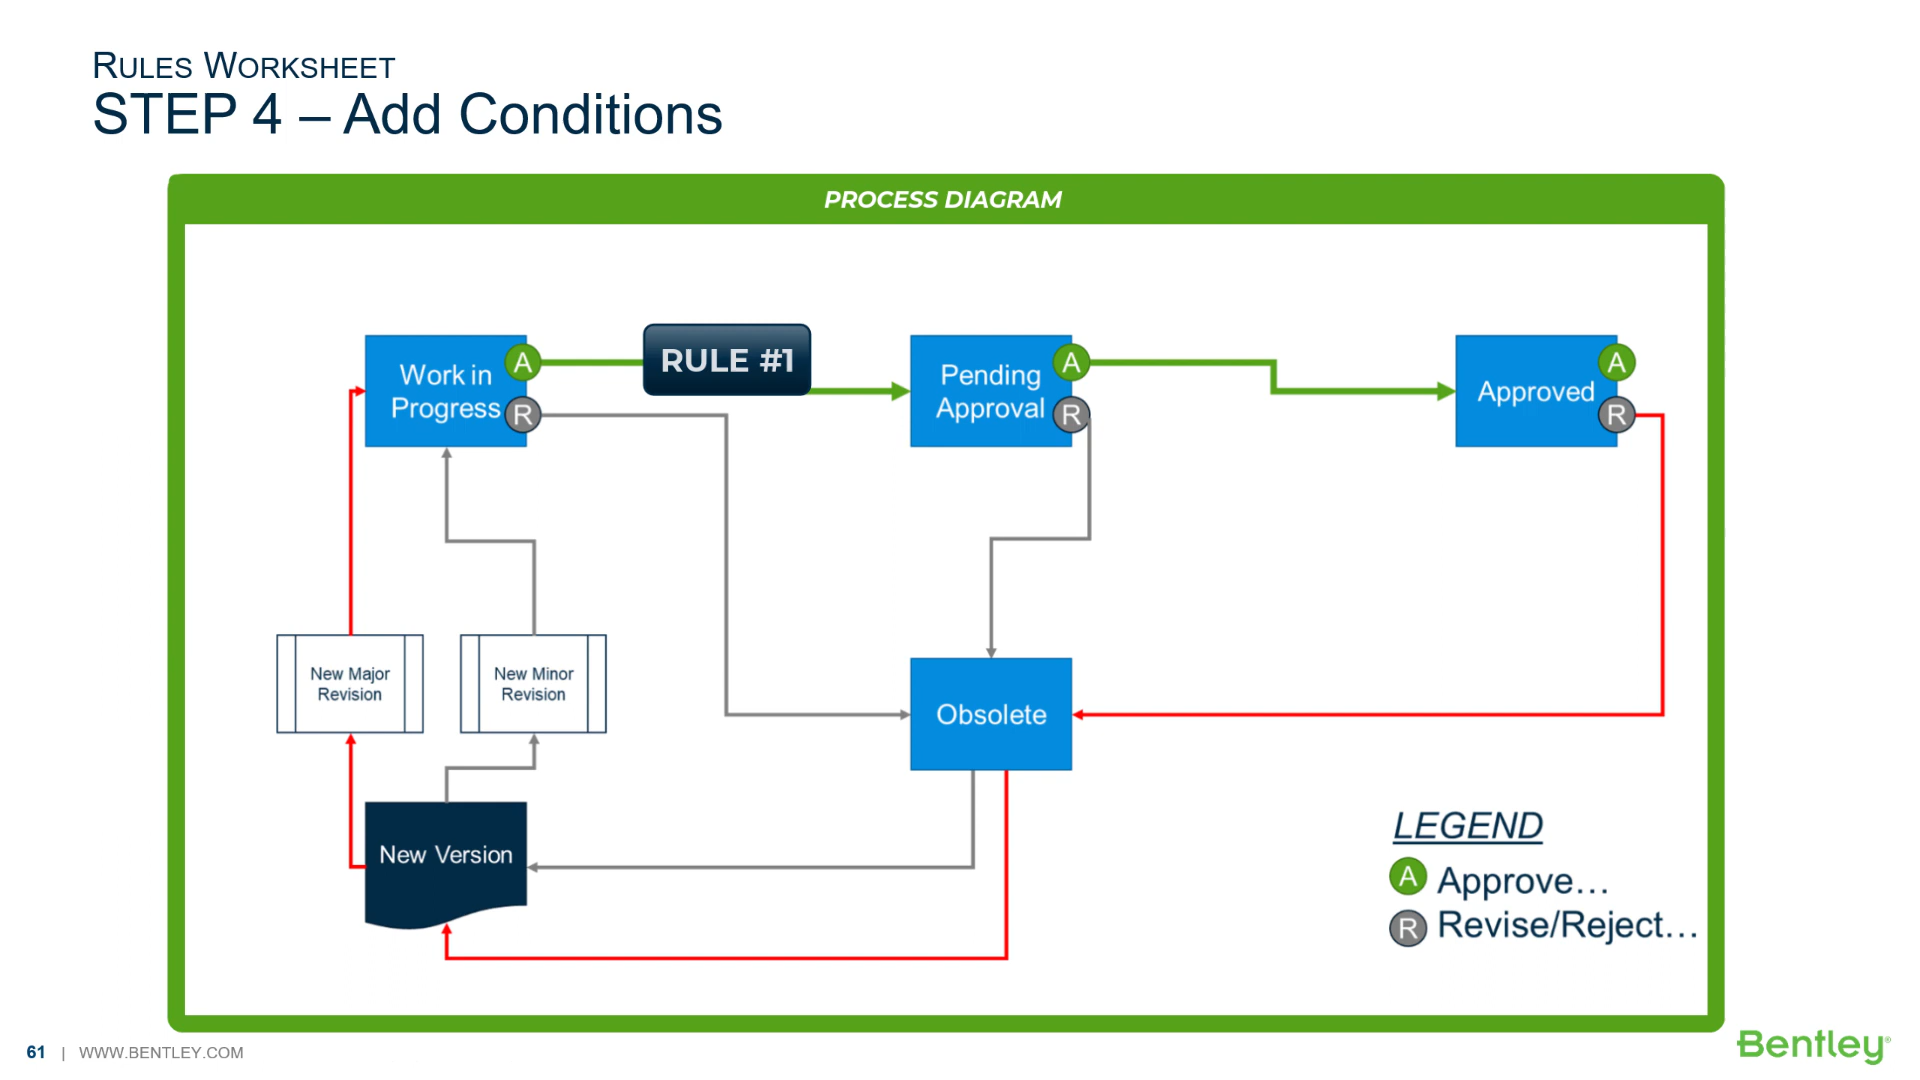 RULES WORKSHEET
STEP 4 – Add Conditions
PROCESS DIAGRAM
Work in
Progress
A
R
RULE #1
Pending
Approval
A
R
Approved
A
R
New Major
Revision
New Minor
Revision
Obsolete
New Version
LEGEND
A Approve…
R Revise/Reject…
61 | WWW.BENTLEY.COM
Bentley®